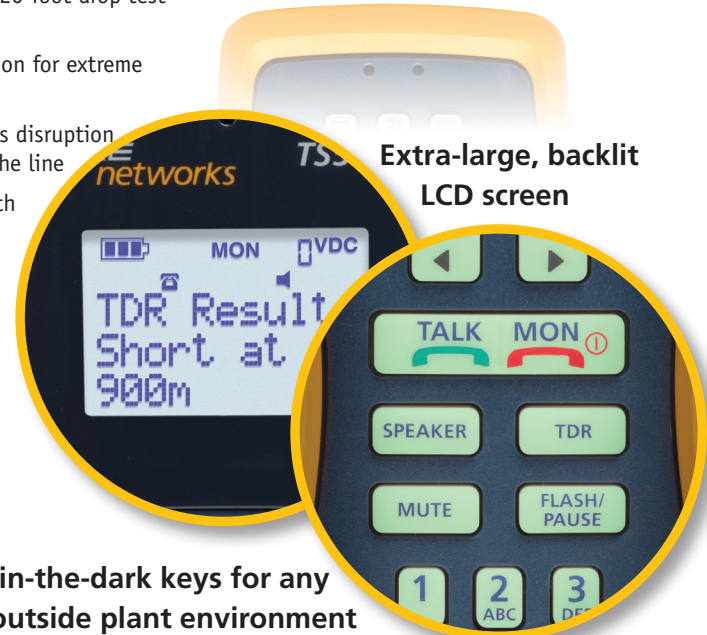 20-foot drop test
on for extreme
s disruption
he line
th
networks
TS5
Extra-large, backlit
LCD screen
MON VDC
TDR Result
Short at
900m
TALK MON
SPEAKER TDR
MUTE FLASH/
PAUSE
1 2 3
ABC DEF
in-the-dark keys for any
outside plant environment